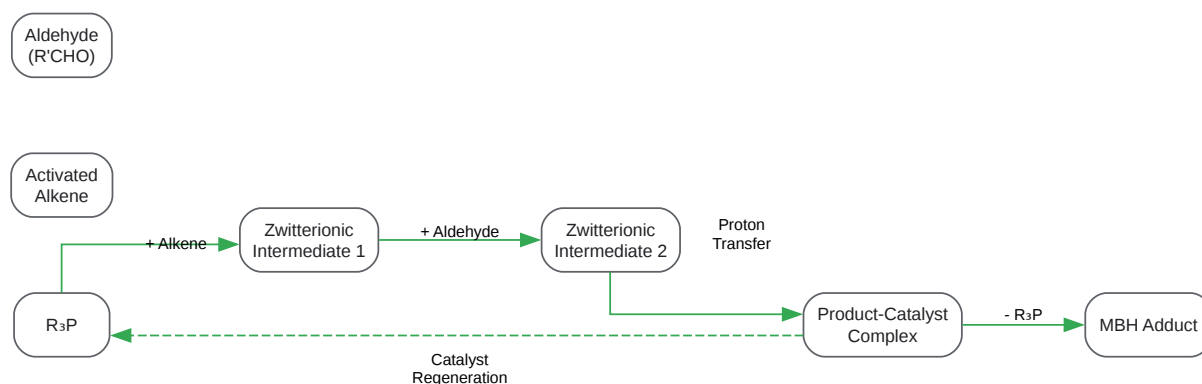 Aldehyde
(R'CHO)
Activated
Alkene
+ Alkene
Zwitterionic
Intermediate 1
+ Aldehyde
Zwitterionic
Intermediate 2
Proton
Transfer
R₃P
Product-Catalyst
Complex
- R₃P
MBH Adduct
Catalyst
Regeneration